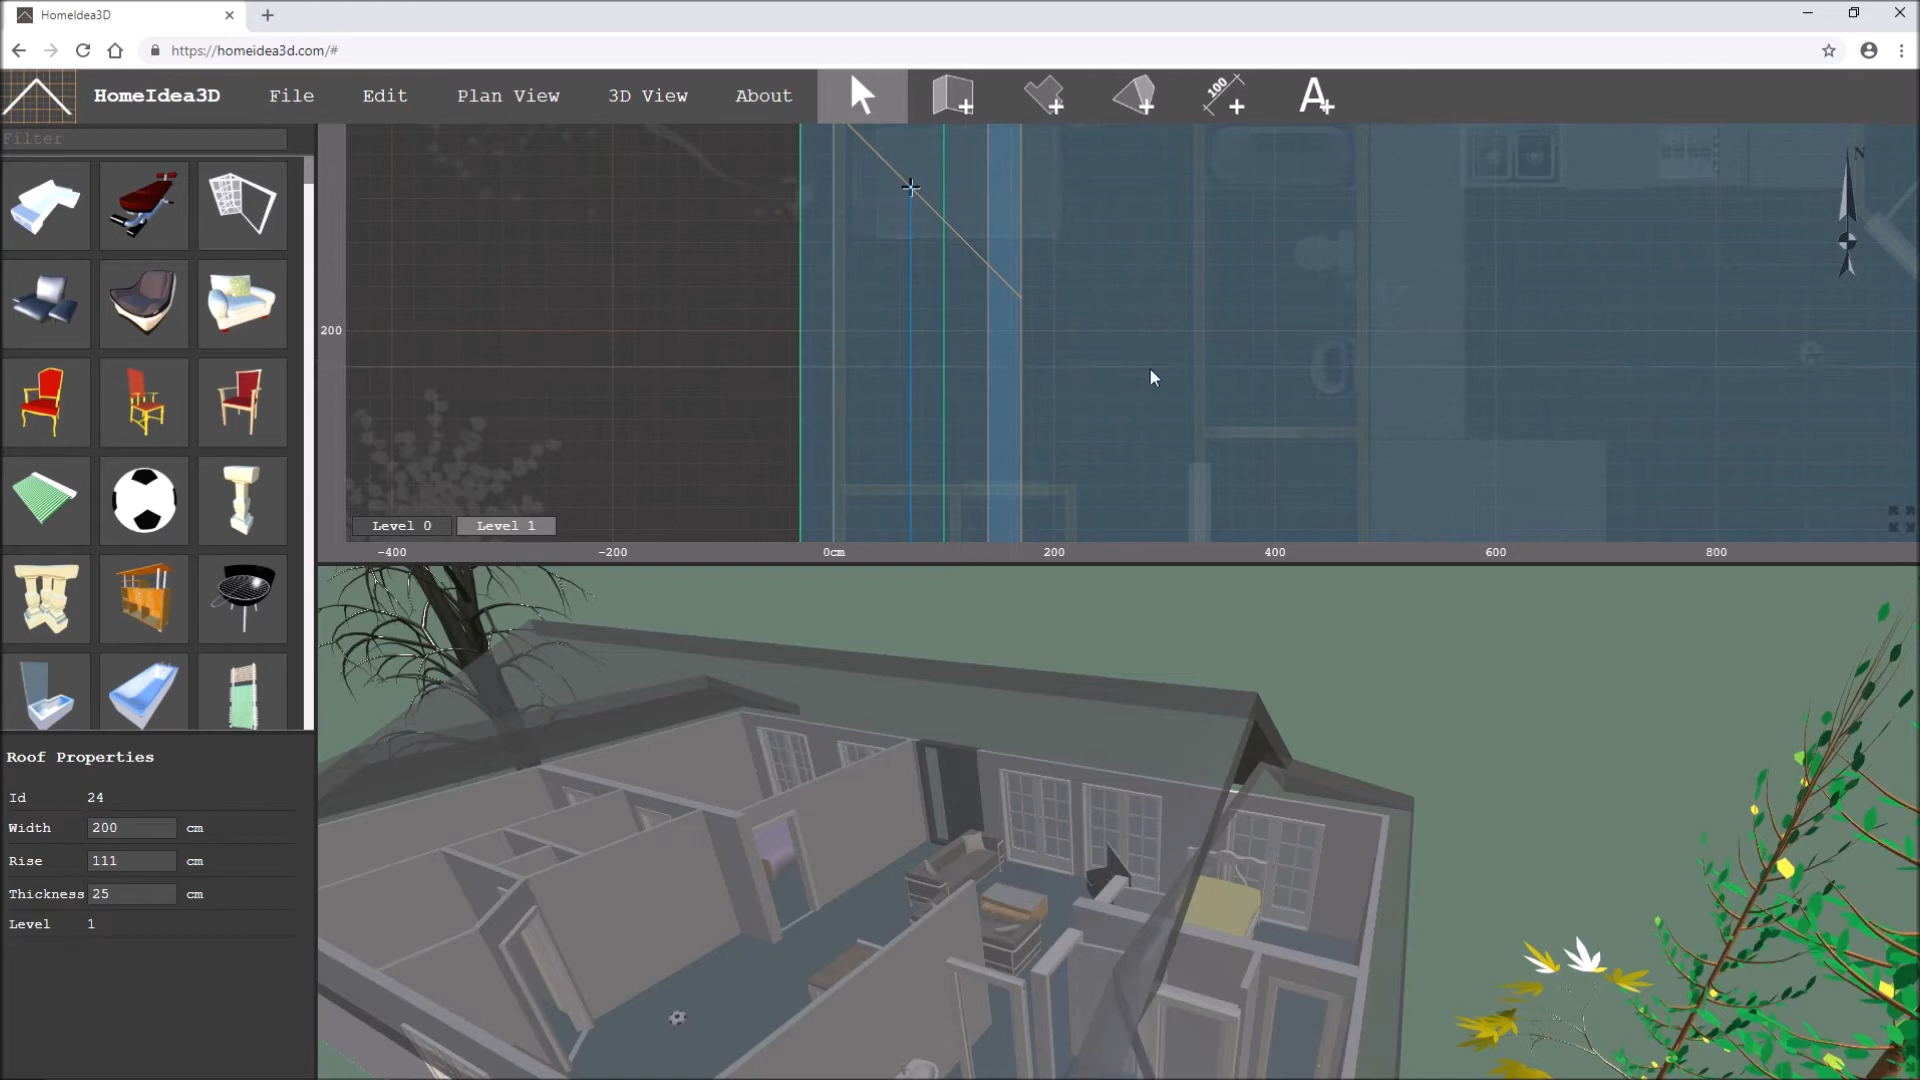 HomeIdea3D
https://homeidea3d.com/#
HomeIdea3D File Edit Plan View 3D View About 100 A
Filter
N
200
Level 0 Level 1
-400 -200 0cm 200 400 600 800
Roof Properties
Id 24
Width 200 cm
Rise 111 cm
Thickness 25 cm
Level 1